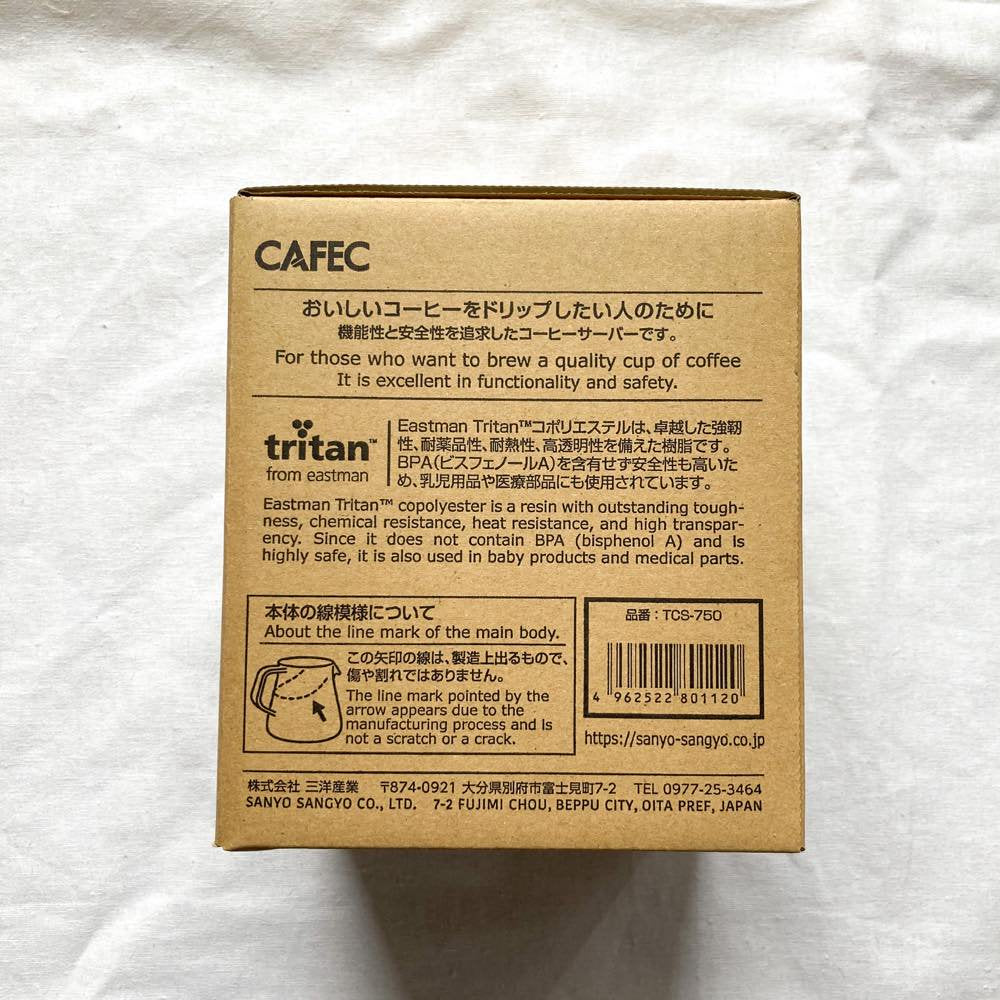 CAFEC
おいしいコーヒーをドリップしたい人のために
機能性と安全性を追求したコーヒーサーバーです。
For those who want to brew a quality cup of coffee
It is excellent in functionality and safety.
tritan™
from eastman
Eastman Tritan™コポリエステルは、卓越した強靭
性、耐薬品性、耐熱性、高透明性を備えた樹脂です。
BPA(ビスフェノールA)を含有せず安全性も高いた
め、乳児用品や医療部品にも使用されています。
Eastman Tritan™ copolyester is a resin with outstanding tough-
ness, chemical resistance, heat resistance, and high transpar-
ency. Since it does not contain BPA (bisphenol A) and Is
highly safe, it is also used in baby products and medical parts.
本体の線模様について
About the line mark of the main body.
この矢印の線は、製造上出るもので、
傷や割れではありません。
The line mark pointed by the
arrow appears due to the
manufacturing process and Is
not a scratch or a crack.
品番：TCS-750
4 962522 801120
https://sanyo-sangyo.co.jp
株式会社 三洋産業 〒874-0921 大分県別府市富士見町7-2 TEL 0977-25-3464
SANYO SANGYO CO., LTD. 7-2 FUJIMI CHOU, BEPPU CITY, OITA PREF, JAPAN